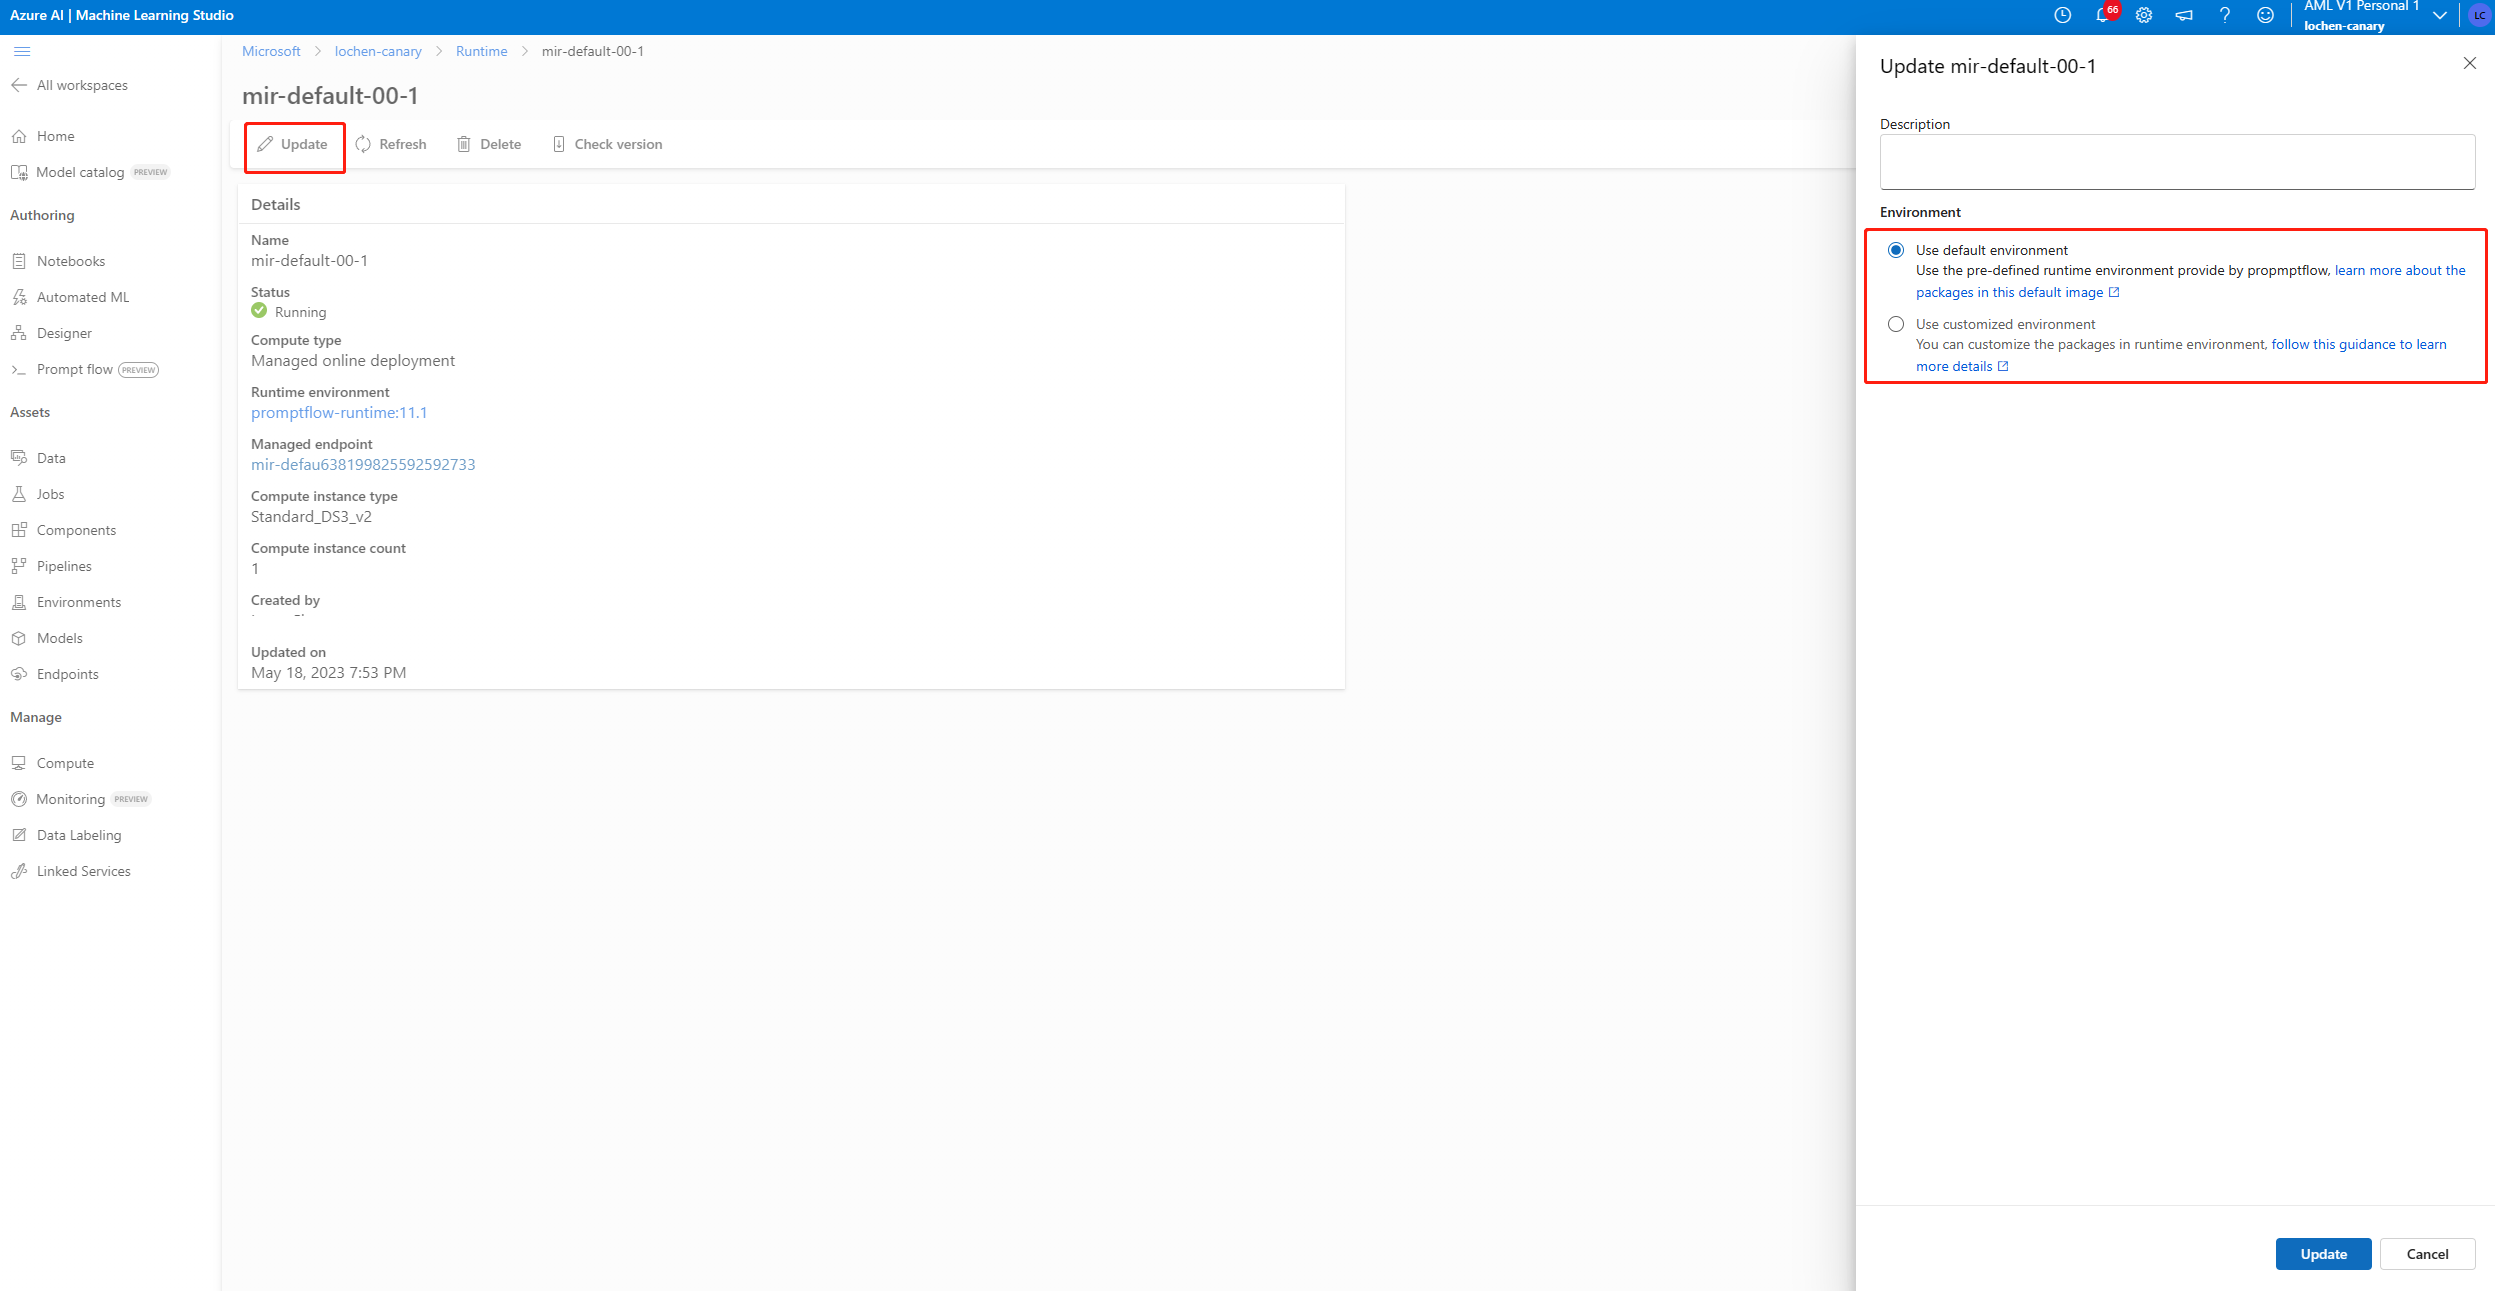 Azure AI | Machine Learning Studio
66
AML V1 Personal 1
lochen-canary
LC
All workspaces
Home
Model catalog PREVIEW
Authoring
Notebooks
Automated ML
Designer
Prompt flow PREVIEW
Assets
Data
Jobs
Components
Pipelines
Environments
Models
Endpoints
Manage
Compute
Monitoring PREVIEW
Data Labeling
Linked Services
Microsoft > lochen-canary > Runtime > mir-default-00-1
mir-default-00-1
Update Refresh Delete Check version
Details
Name
mir-default-00-1
Status
Running
Compute type
Managed online deployment
Runtime environment
promptflow-runtime:11.1
Managed endpoint
mir-defau638199825592592733
Compute instance type
Standard_DS3_v2
Compute instance count
1
Created by
Updated on
May 18, 2023 7:53 PM
Update mir-default-00-1
Description
Environment
Use default environment
Use the pre-defined runtime environment provide by propmptflow, learn more about the
packages in this default image
Use customized environment
You can customize the packages in runtime environment, follow this guidance to learn
more details
Update Cancel